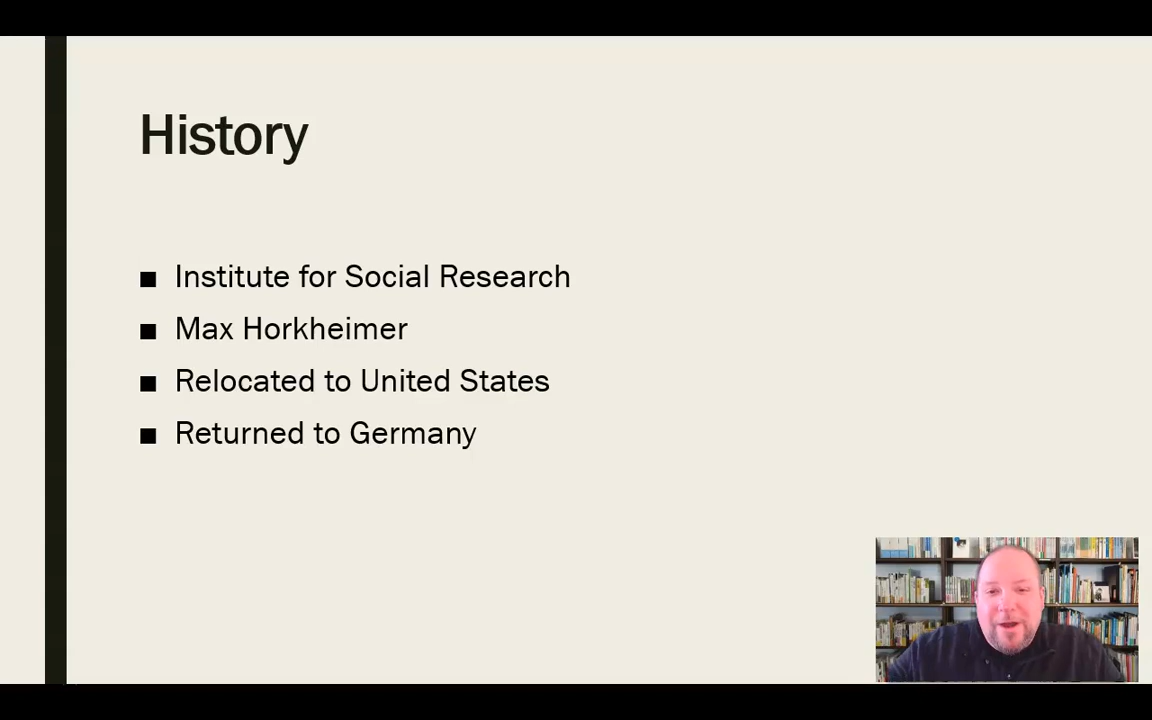 History
Institute for Social Research
Max Horkheimer
Relocated to United States
Returned to Germany